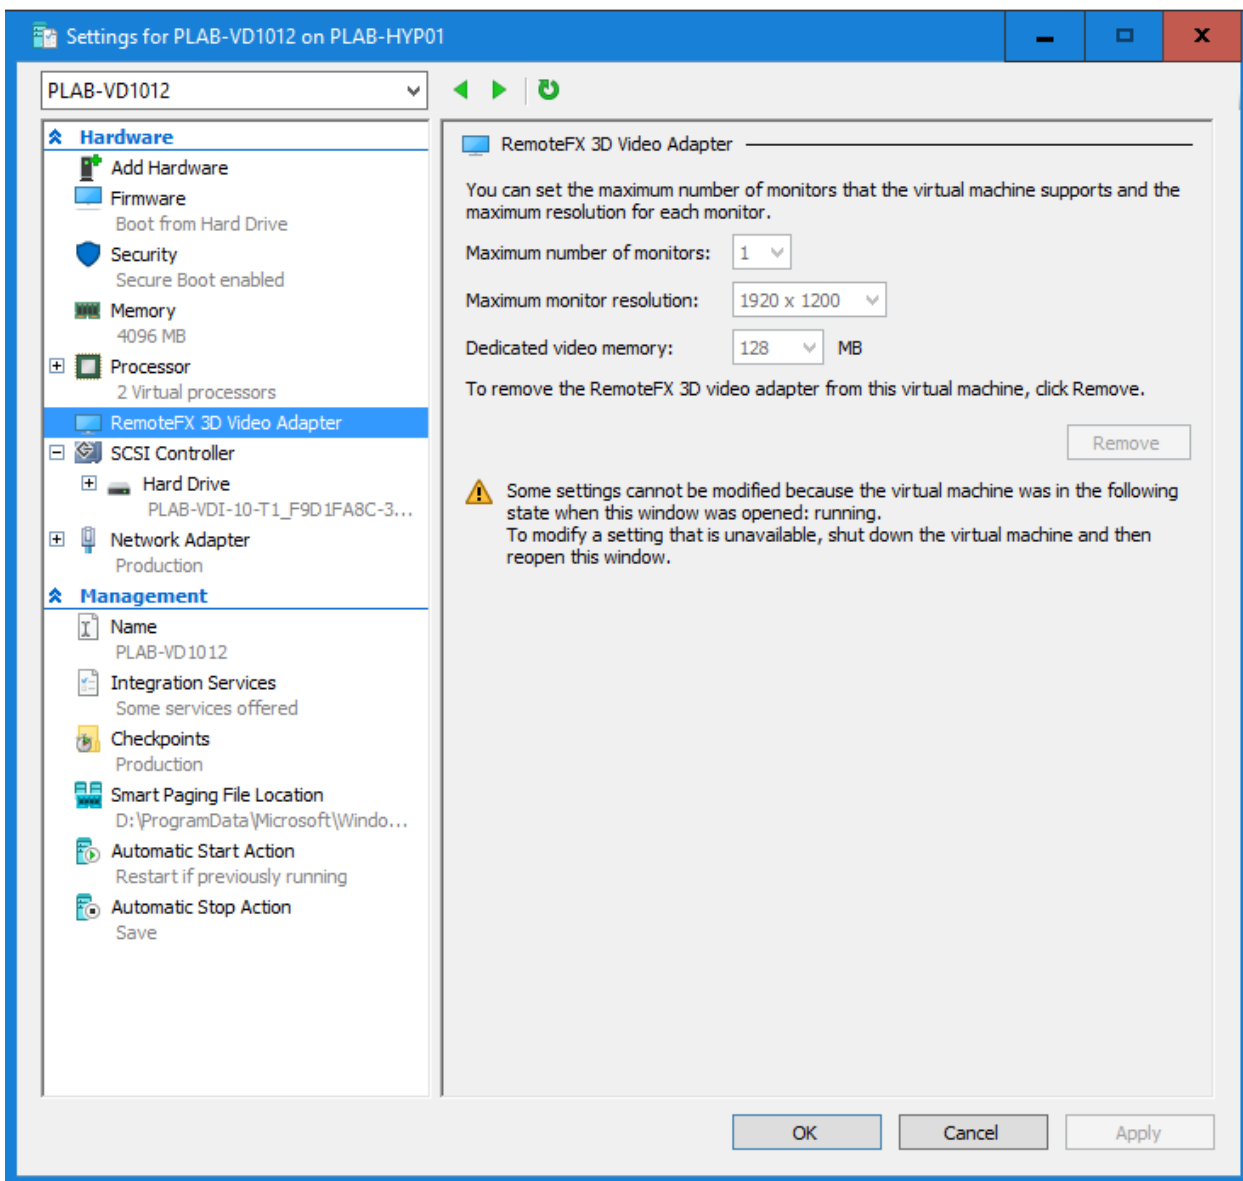 Settings for PLAB-VD1012 on PLAB-HYP01
PLAB-VD1012
Hardware
Add Hardware
Firmware
Boot from Hard Drive
Security
Secure Boot enabled
Memory
4096 MB
Processor
2 Virtual processors
RemoteFX 3D Video Adapter
SCSI Controller
Hard Drive
PLAB-VDI-10-T1_F9D1FA8C-3...
Network Adapter
Production
Management
Name
PLAB-VD1012
Integration Services
Some services offered
Checkpoints
Production
Smart Paging File Location
D:\ProgramData\Microsoft\Windo...
Automatic Start Action
Restart if previously running
Automatic Stop Action
Save
RemoteFX 3D Video Adapter
You can set the maximum number of monitors that the virtual machine supports and the
maximum resolution for each monitor.
Maximum number of monitors: 1
Maximum monitor resolution: 1920 x 1200
Dedicated video memory: 128 MB
To remove the RemoteFX 3D video adapter from this virtual machine, click Remove.
Remove
Some settings cannot be modified because the virtual machine was in the following
state when this window was opened: running.
To modify a setting that is unavailable, shut down the virtual machine and then
reopen this window.
OK Cancel Apply